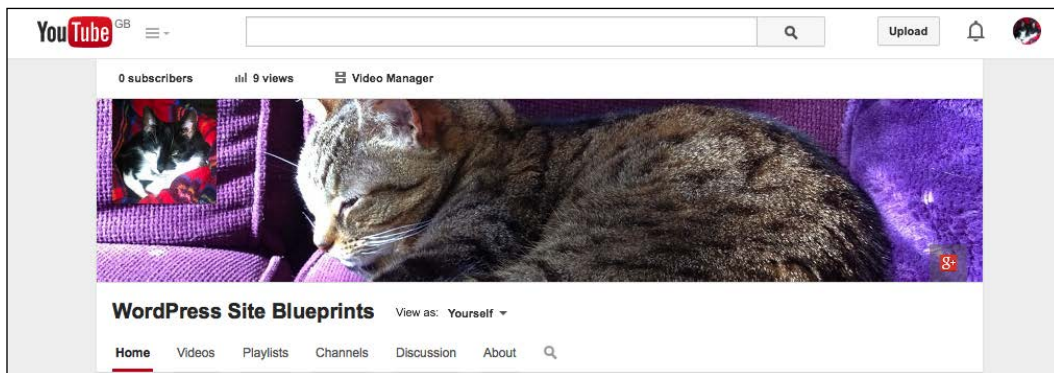 YouTube GB Upload
0 subscribers 9 views Video Manager
g+
WordPress Site Blueprints View as: Yourself
Home Videos Playlists Channels Discussion About